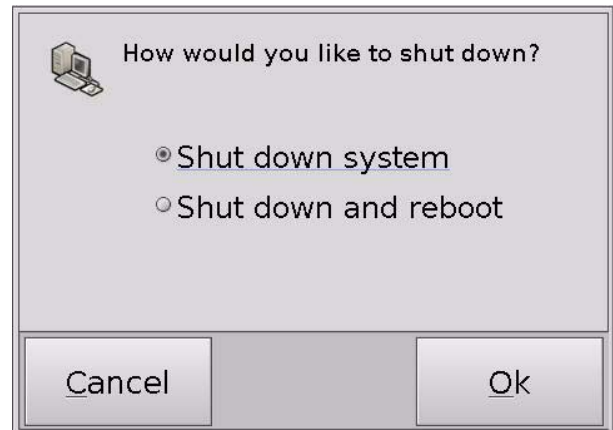 How would you like to shut down?
Shut down system
Shut down and reboot
Cancel
Ok